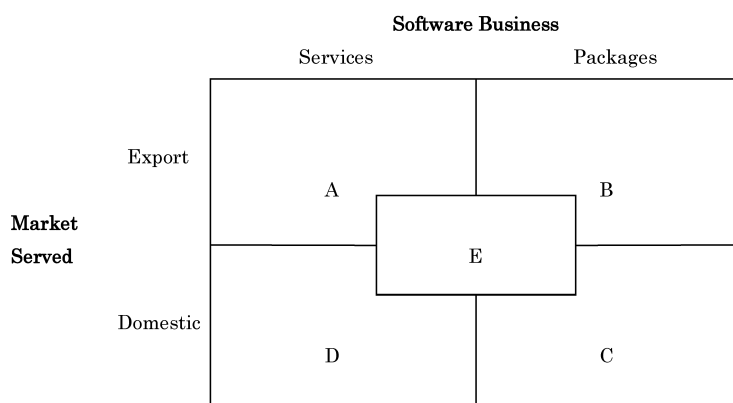 Software Business
Services Packages
Export
A B
Market
Served
E
Domestic
D C